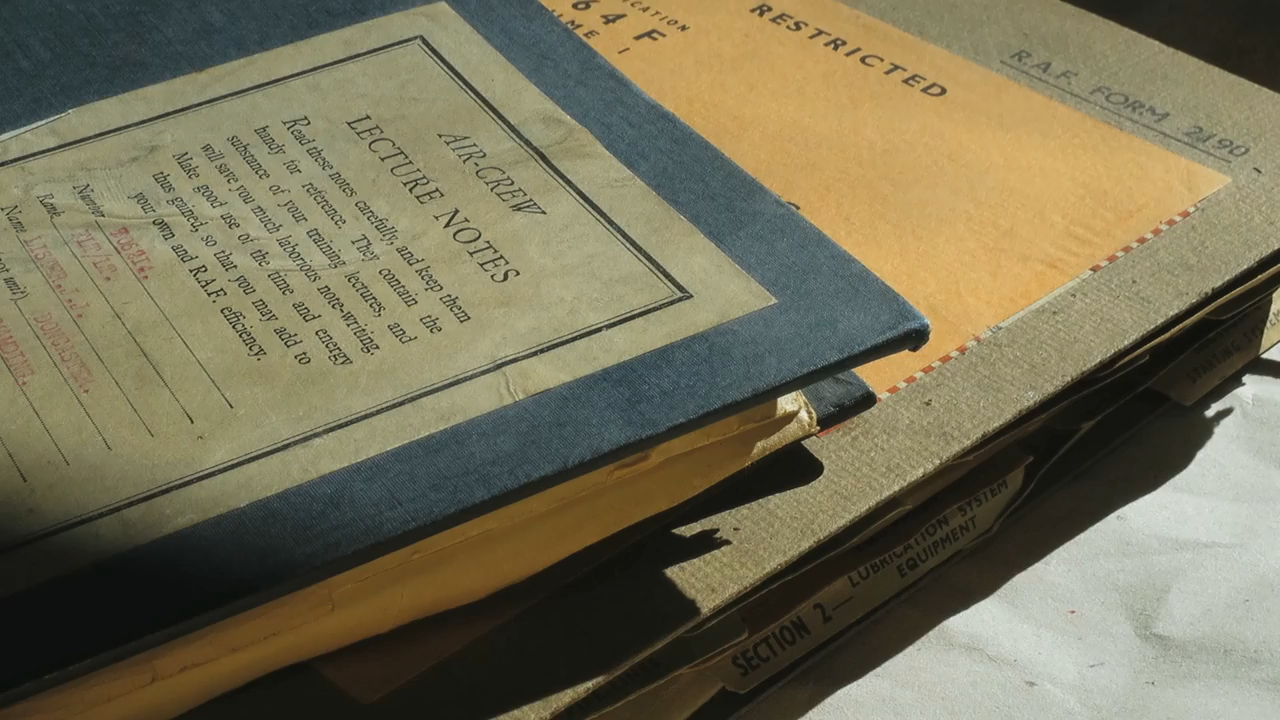 AIR-CREW
LECTURE NOTES
Read these notes carefully, and keep them
handy for reference. They contain the
substance of your training lectures, and
will save you much laborious note-writing.
Make good use of the time and energy
thus gained, so that you may add to
your own and R.A.F. efficiency.
Number
Rank
Name
64 F
RESTRICTED
R.A.F. FORM 2190
SECTION 2—LUBRICATION SYSTEM
EQUIPMENT